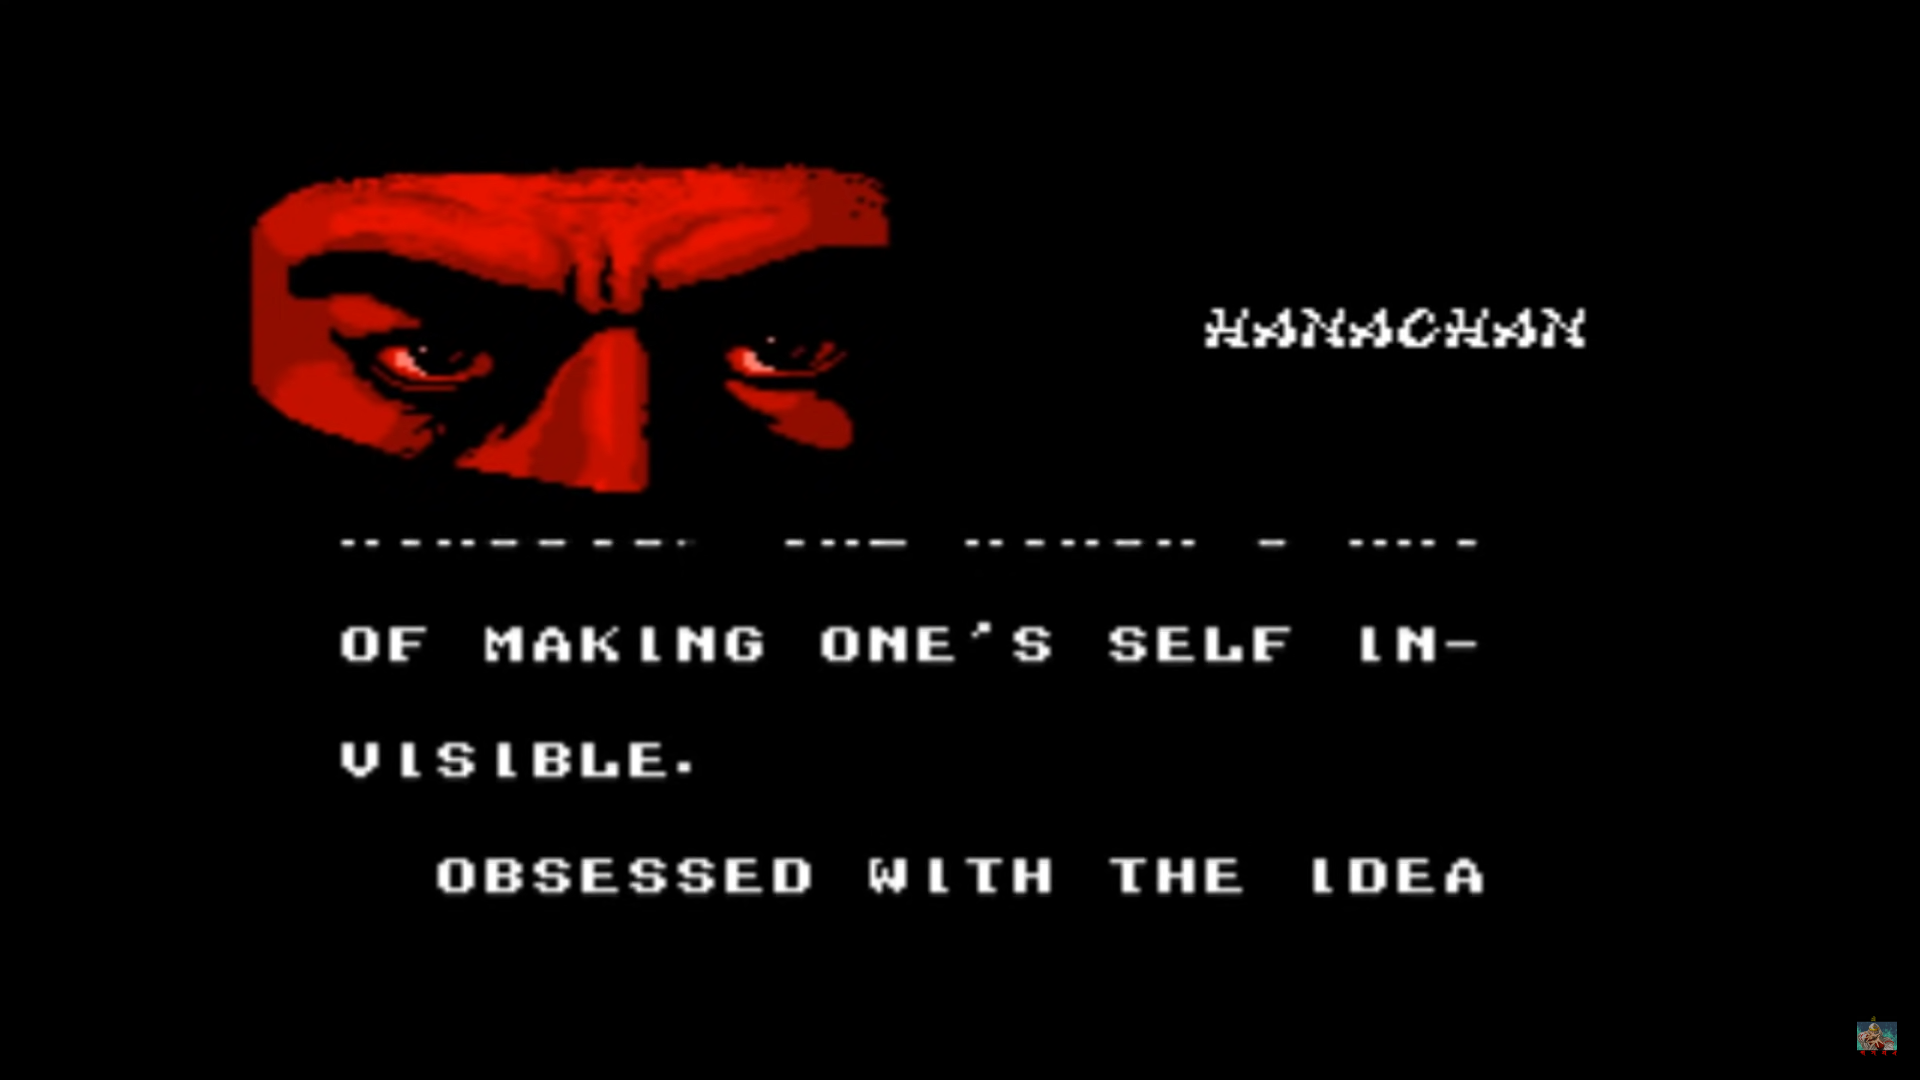 HANACHAN
OF MAKING ONE'S SELF IN-
VISIBLE.
OBSESSED WITH THE IDEA